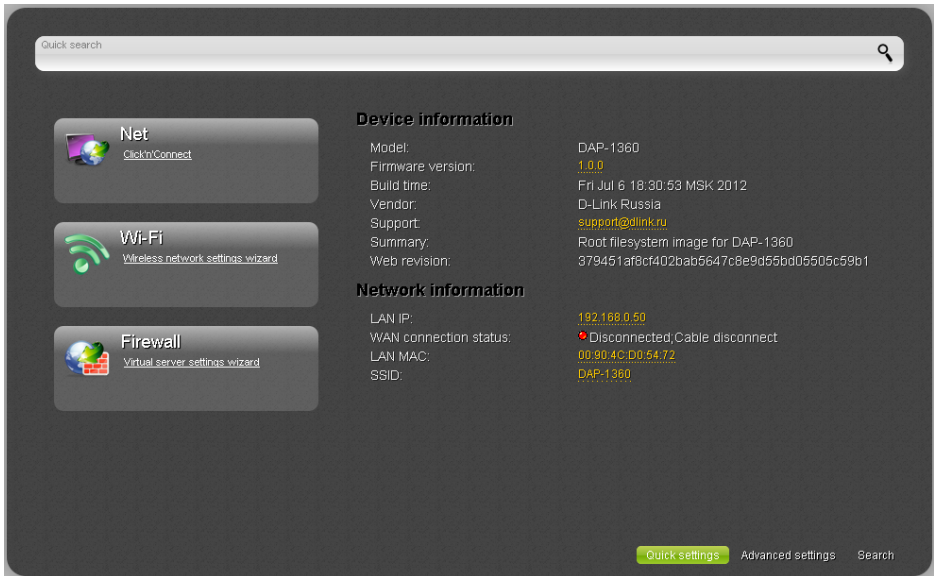 Quick search
Net
Click'n'Connect
Wi-Fi
Wireless network settings wizard
Firewall
Virtual server settings wizard
Device information
Model: DAP-1360
Firmware version: 1.0.0
Build time: Fri Jul 6 18:30:53 MSK 2012
Vendor: D-Link Russia
Support: support@dlink.ru
Summary: Root filesystem image for DAP-1360
Web revision: 379451af8cf402bab5647c8e9d55bd05505c59b1
Network information
LAN IP: 192.168.0.50
WAN connection status: Disconnected;Cable disconnect
LAN MAC: 00:90:4C:D0:54:72
SSID: DAP-1360
Quick settings Advanced settings Search